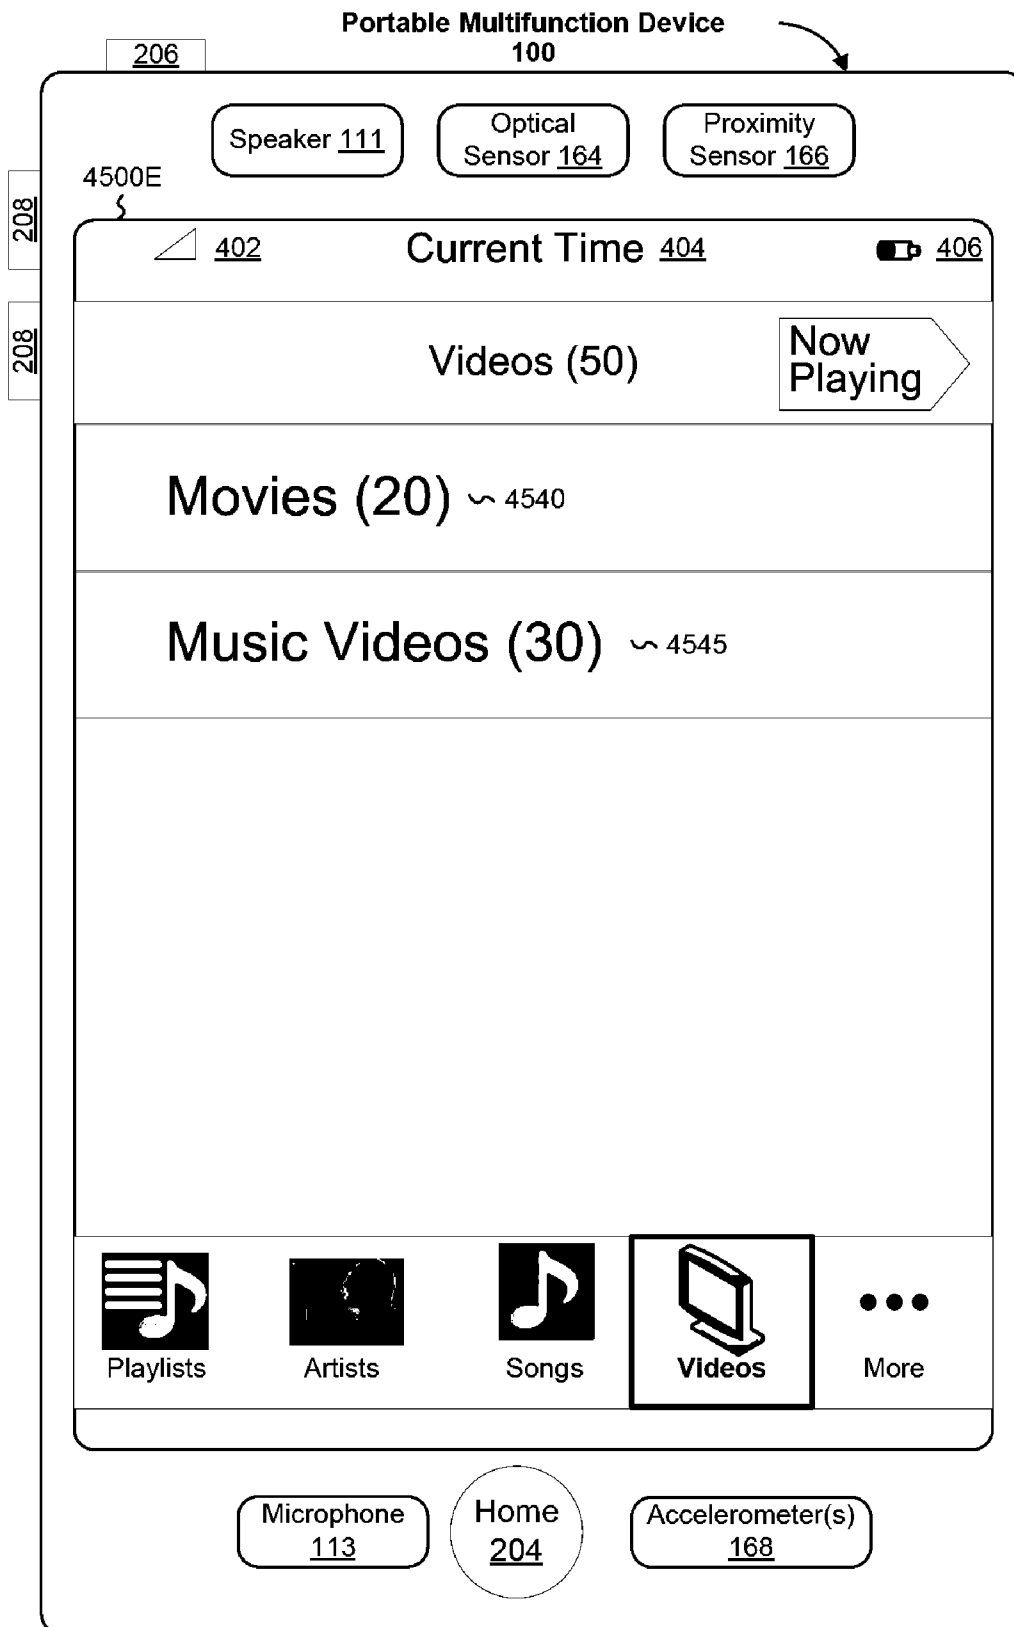 Portable Multifunction Device
100
206
Speaker 111
Optical
Sensor 164
Proximity
Sensor 166
4500E
208
208
402
Current Time 404
406
Videos (50)
Now
Playing
Movies (20) 4540
Music Videos (30) 4545
Playlists
Artists
Songs
Videos
More
Microphone
113
Home
204
Accelerometer(s)
168